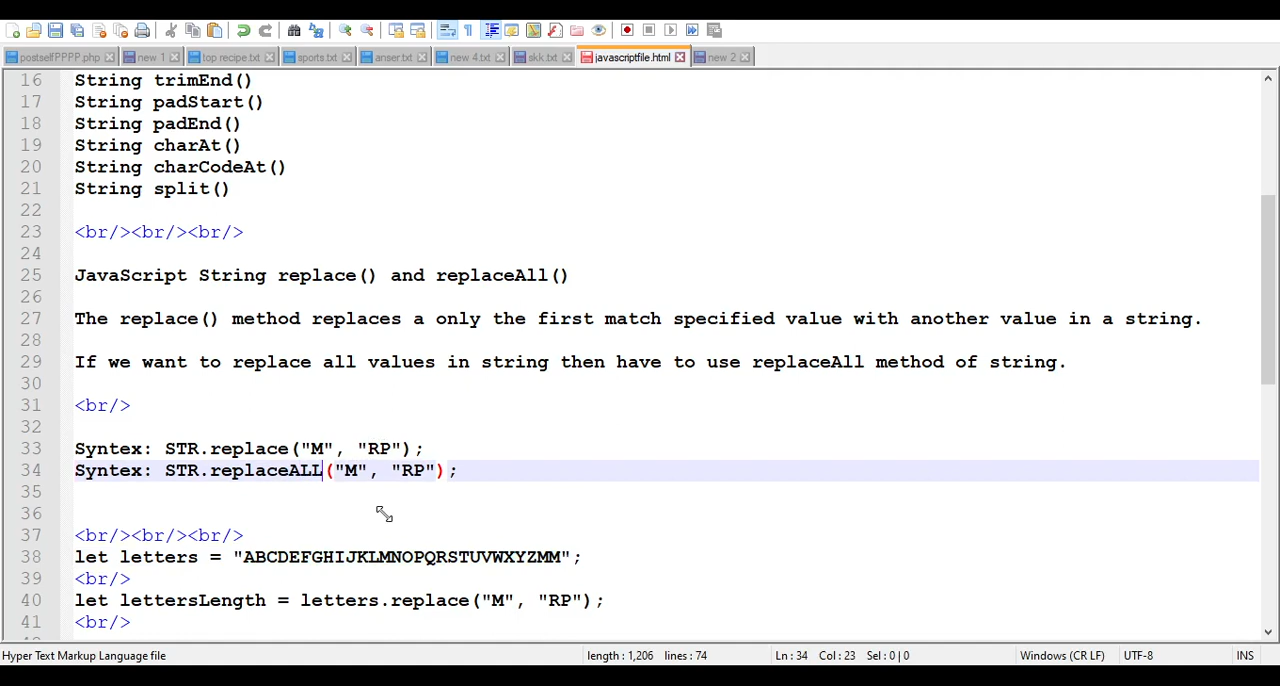 postselfPPPP.php new 1 top recipe.txt sports.txt anser.txt new 4.txt skk.txt javascriptfile.html new 2
16 String trimEnd()
17 String padStart()
18 String padEnd()
19 String charAt()
20 String charCodeAt()
21 String split()
22
23 <br/><br/><br/>
24
25 JavaScript String replace() and replaceAll()
26
27 The replace() method replaces a only the first match specified value with another value in a string.
28
29 If we want to replace all values in string then have to use replaceAll method of string.
30
31 <br/>
32
33 Syntex: STR.replace("M", "RP");
34 Syntex: STR.replaceALL("M", "RP");
35
36
37 <br/><br/><br/>
38 let letters = "ABCDEFGHIJKLMNOPQRSTUVWXYZMM";
39 <br/>
40 let lettersLength = letters.replace("M", "RP");
41 <br/>
Hyper Text Markup Language file length : 1,206 lines : 74 Ln : 34 Col : 23 Sel : 0 | 0 Windows (CR LF) UTF-8 INS